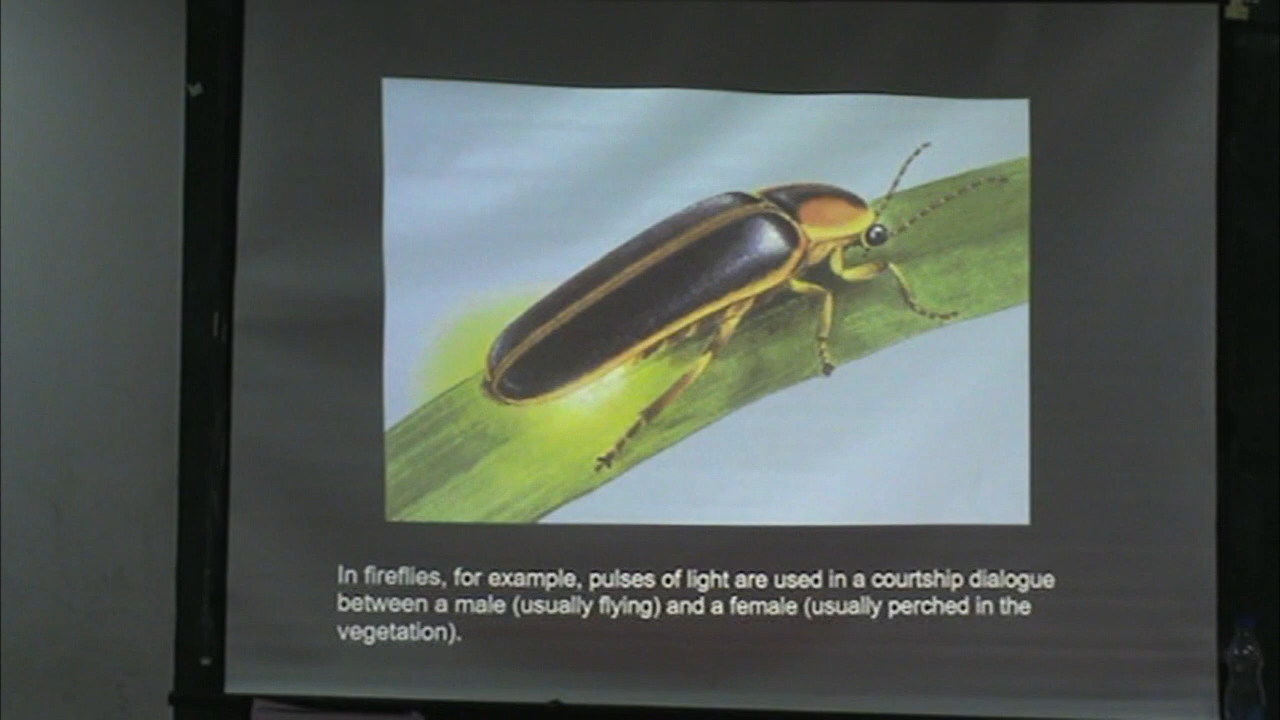 In fireflies, for example, pulses of light are used in a courtship dialogue
between a male (usually flying) and a female (usually perched in the
vegetation).